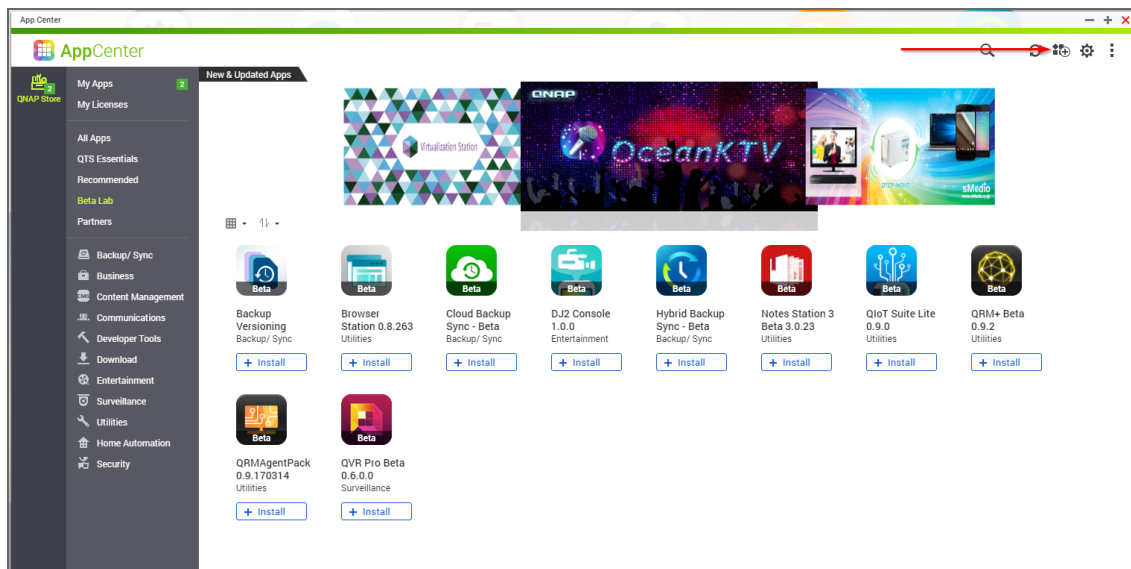 App Center
AppCenter
2
QNAP Store
My Apps 2
My Licenses
All Apps
QTS Essentials
Recommended
Beta Lab
Partners
Backup/ Sync
Business
CMS Content Management
Communications
Developer Tools
Download
Entertainment
Surveillance
Utilities
Home Automation
Security
New & Updated Apps
Virtualization Station
QNAP
OceanKTV
DTCP MOVE
sMedio
Beta
Beta
Beta
Beta
Beta
Beta
Beta
Beta
Backup Versioning
Backup/ Sync
+ Install
Browser
Station 0.8.263
Utilities
+ Install
Cloud Backup
Sync - Beta
Backup/ Sync
+ Install
DJ2 Console
1.0.0
Entertainment
+ Install
Hybrid Backup
Sync - Beta
Backup/ Sync
+ Install
Notes Station 3
Beta 3.0.23
Utilities
+ Install
QIoT Suite Lite
0.9.0
Utilities
+ Install
QRM+ Beta
0.9.2
Utilities
+ Install
Beta
Beta
QRMAgentPack
0.9.170314
Utilities
+ Install
QVR Pro Beta
0.6.0.0
Surveillance
+ Install